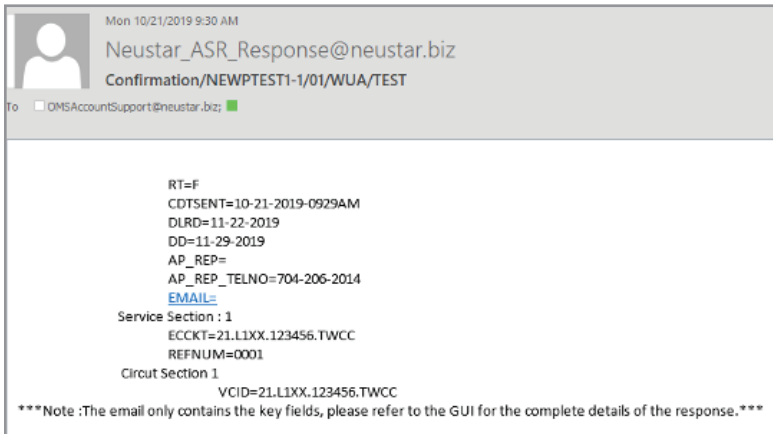 Mon 10/21/2019 9:30 AM
Neustar_ASR_Response@neustar.biz
Confirmation/NEWPTEST1-1/01/WUA/TEST
To OMSAccountSupport@neustar.biz;
RT=F
CDTSENT=10-21-2019-0929AM
DLRD=11-22-2019
DD=11-29-2019
AP_REP=
AP_REP_TELNO=704-206-2014
EMAIL=
Service Section : 1
ECCKT=21.L1XX.123456.TWCC
REFNUM=0001
Circut Section 1
VCID=21.L1XX.123456.TWCC
***Note :The email only contains the key fields, please refer to the GUI for the complete details of the response.***